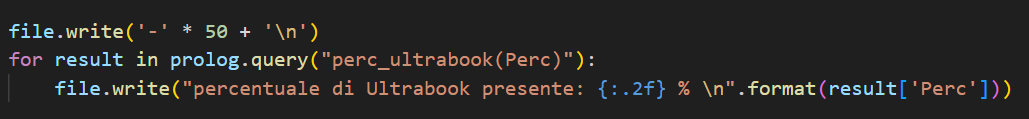 file.write('-' * 50 + '\n')
for result in prolog.query("perc_ultrabook(Perc)"):
    file.write("percentuale di Ultrabook presente: {:.2f} % \n".format(result['Perc']))